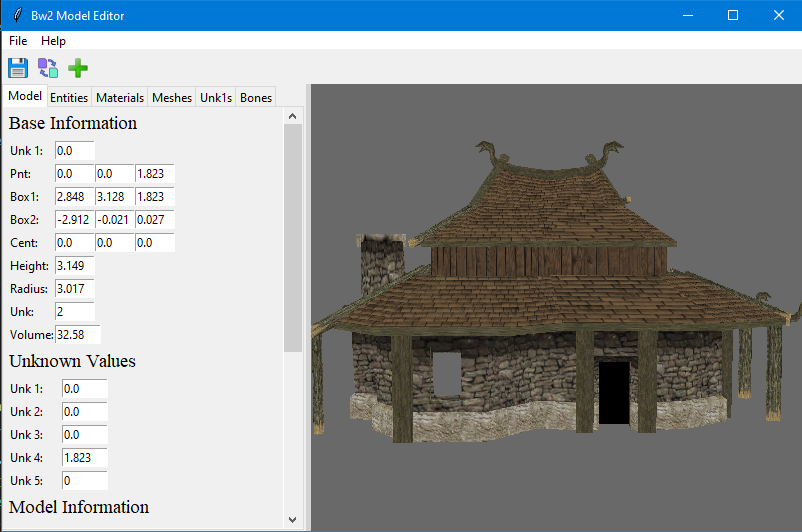 Bw2 Model Editor
File Help
Model Entities Materials Meshes Unk1s Bones
Base Information
Unk 1: 0.0
Pnt: 0.0 0.0 1.823
Box1: 2.848 3.128 1.823
Box2: -2.912 -0.021 0.027
Cent: 0.0 0.0 0.0
Height: 3.149
Radius: 3.017
Unk: 2
Volume: 32.58
Unknown Values
Unk 1: 0.0
Unk 2: 0.0
Unk 3: 0.0
Unk 4: 1.823
Unk 5: 0
Model Information